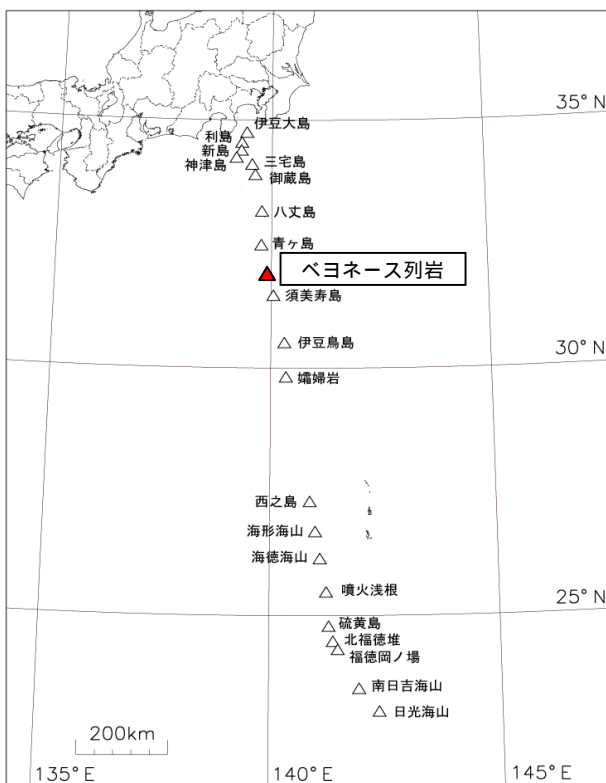 35°N
伊豆大島
利島
新島
神津島
三宅島
御蔵島
八丈島
青ヶ島
ベヨネース列岩
須美寿島
伊豆鳥島
30°N
孀婦岩
西之島
海形海山
海徳海山
噴火浅根
25°N
硫黄島
北福徳堆
福徳岡ノ場
南日吉海山
日光海山
200km
135°E
140°E
145°E